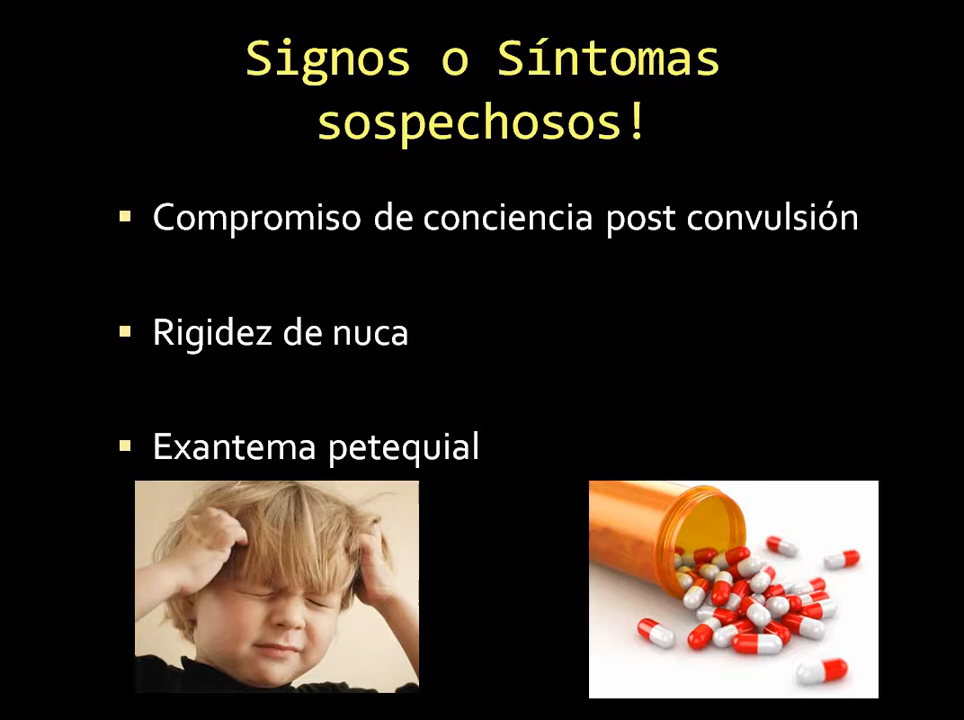 Signos o Síntomas
sospechosos!
Compromiso de conciencia post convulsión
Rigidez de nuca
Exantema petequial